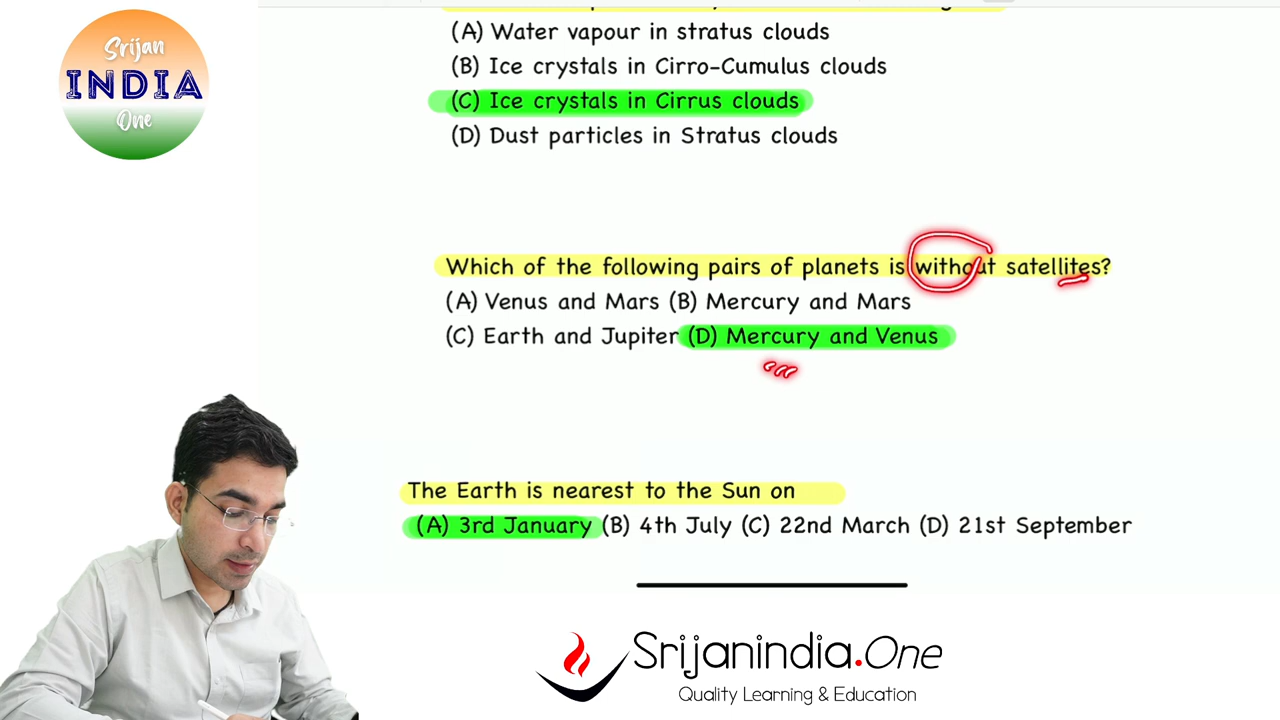 Srijan
INDIA
One
(A) Water vapour in stratus clouds
(B) Ice crystals in Cirro-Cumulus clouds
(C) Ice crystals in Cirrus clouds
(D) Dust particles in Stratus clouds
Which of the following pairs of planets is without satellites?
(A) Venus and Mars (B) Mercury and Mars
(C) Earth and Jupiter (D) Mercury and Venus
The Earth is nearest to the Sun on
(A) 3rd January (B) 4th July (C) 22nd March (D) 21st September
Srijanindia.One
Quality Learning & Education